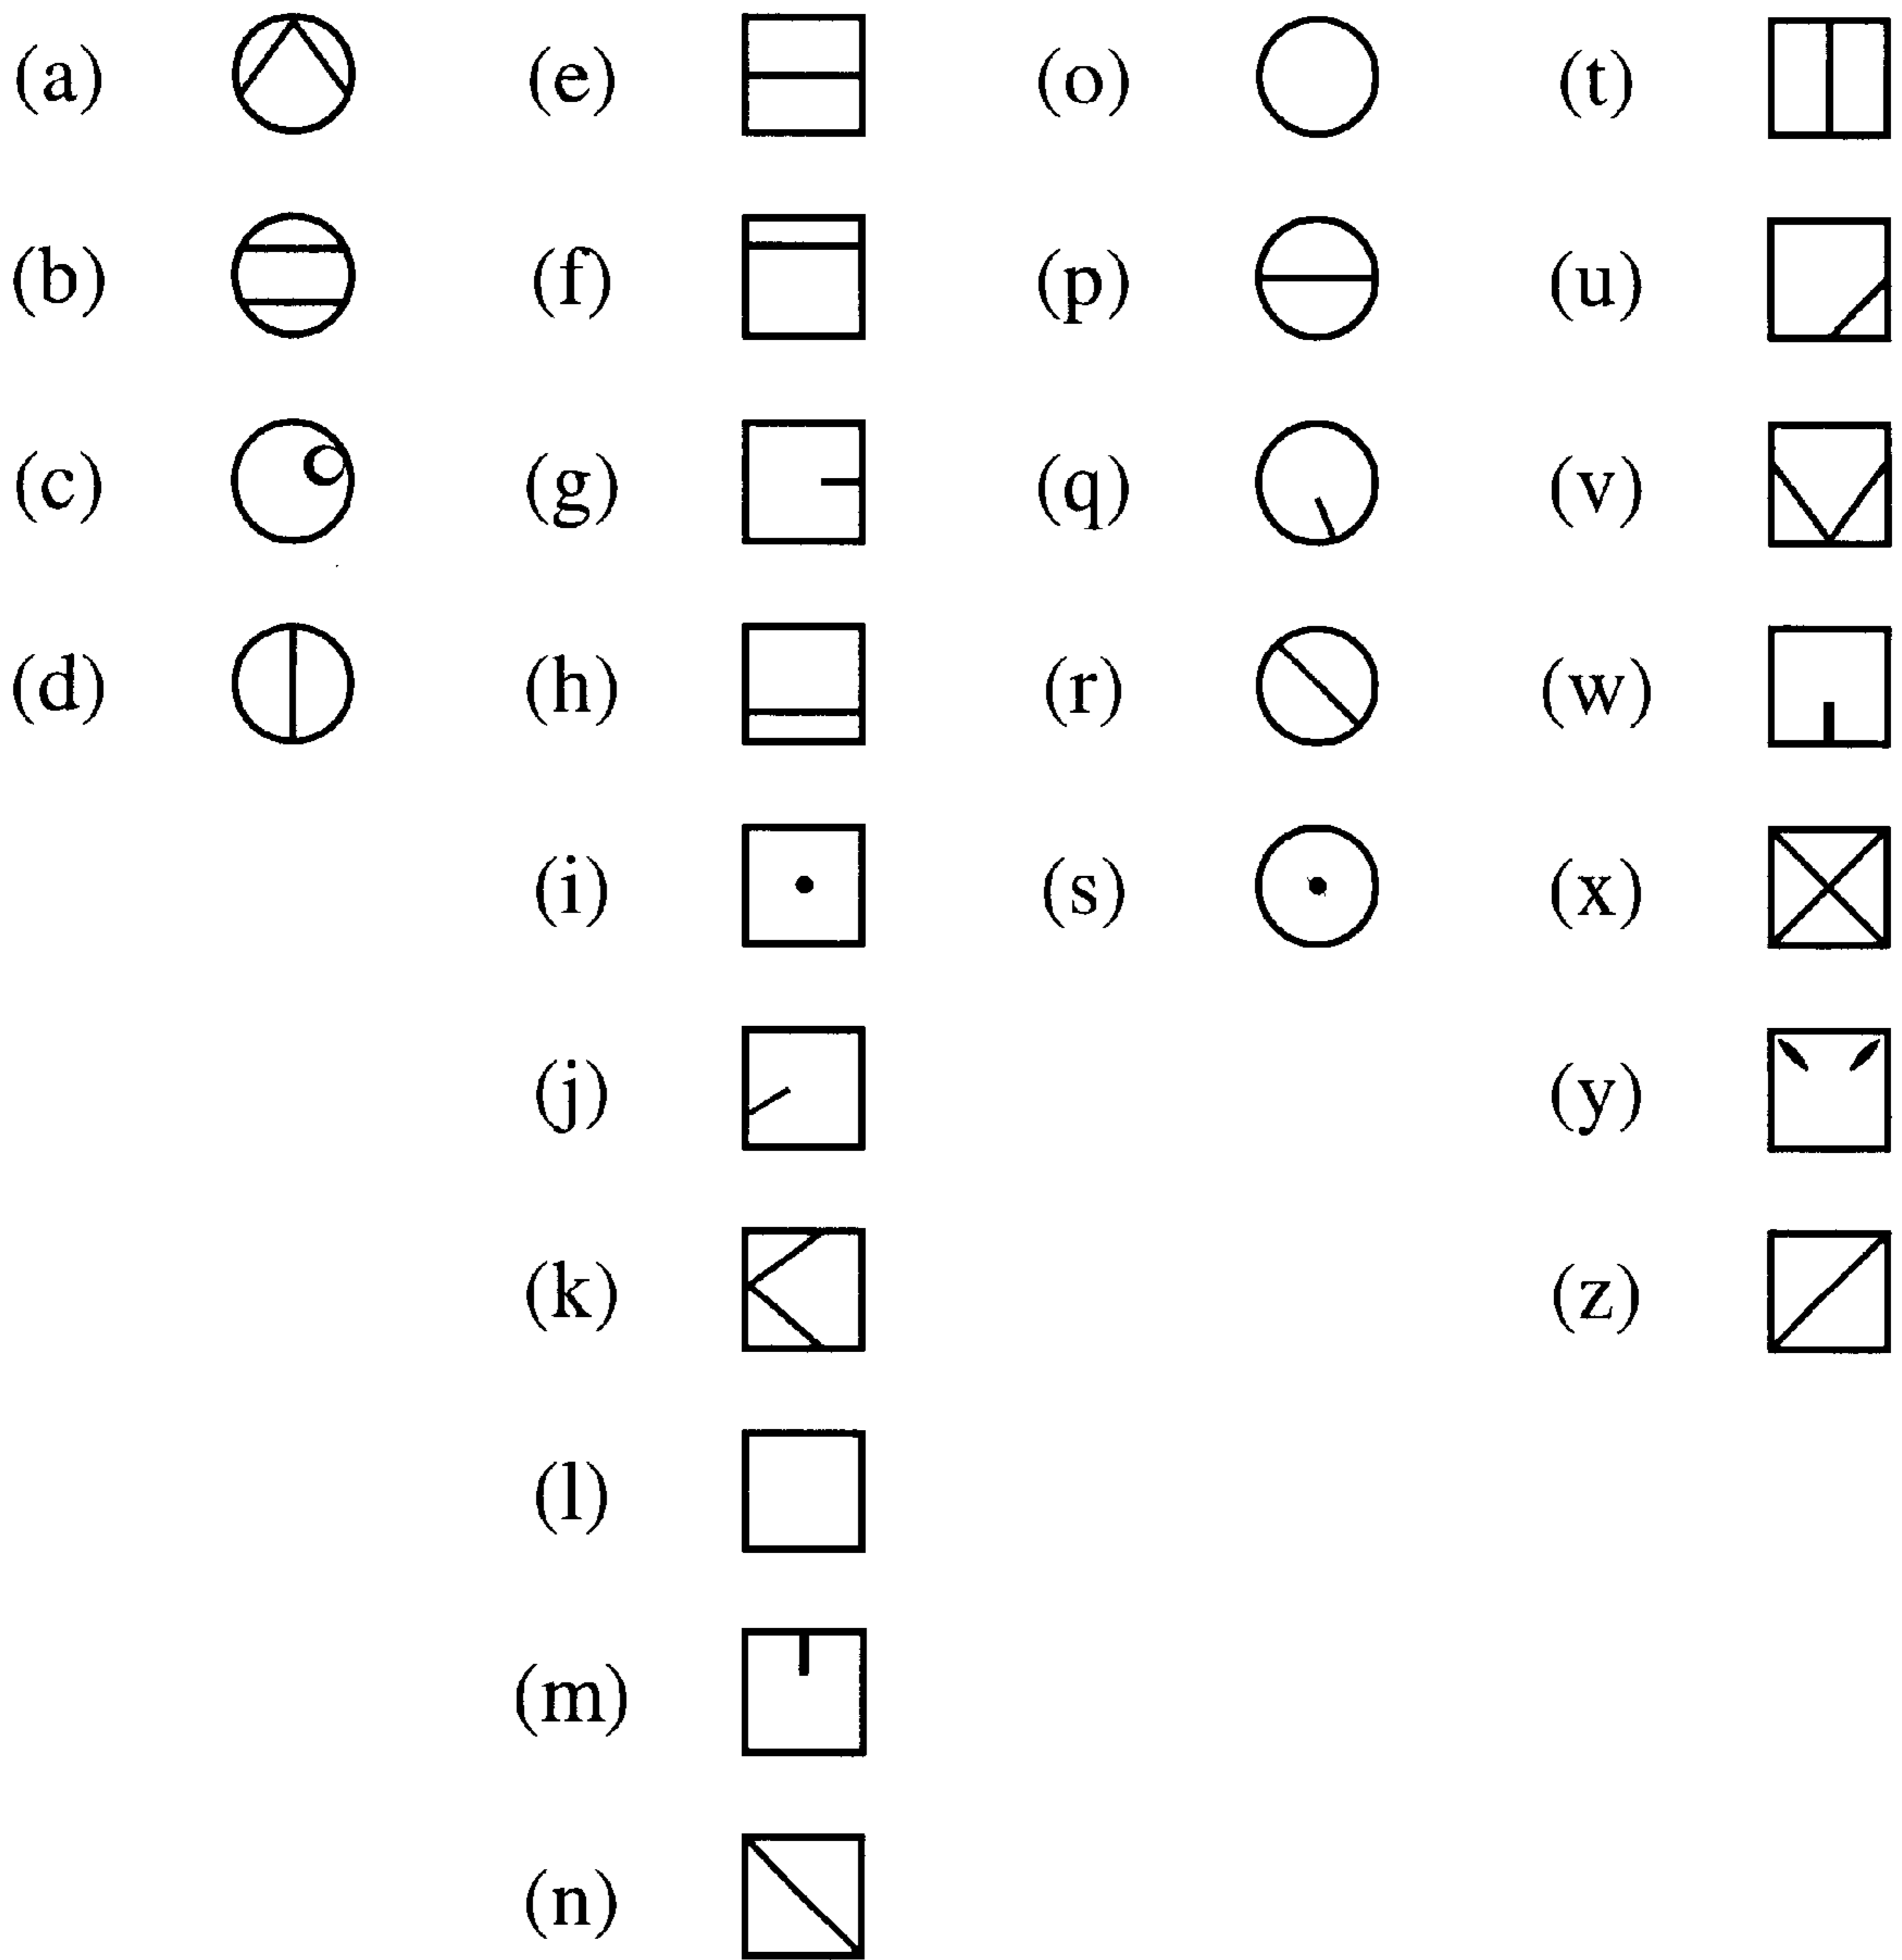 (a) (e) (o) (t)
(b) (f) (p) (u)
(c) (g) (q) (v)
(d) (h) (r) (w)
(i) (s) (x)
(j) (y)
(k) (z)
(l)
(m)
(n)